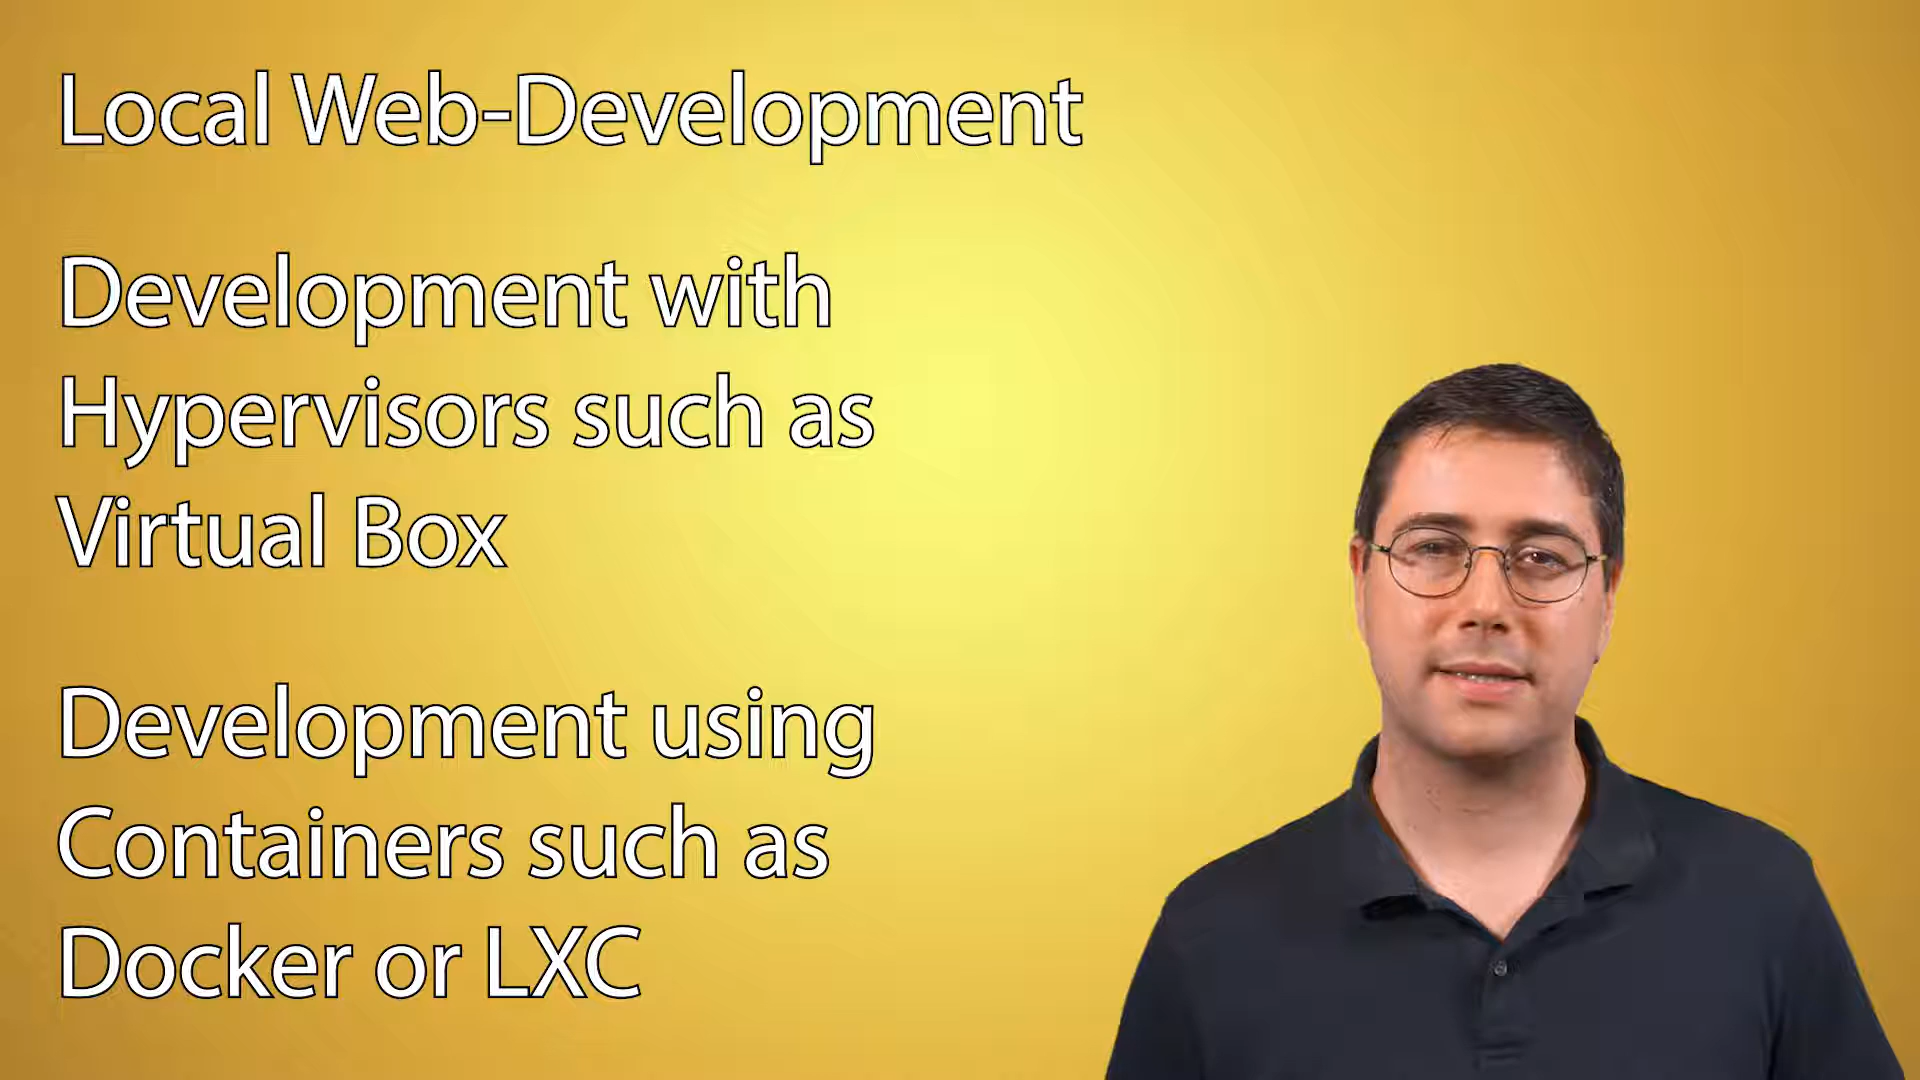 Local Web-Development
Development with
Hypervisors such as
Virtual Box
Development using
Containers such as
Docker or LXC